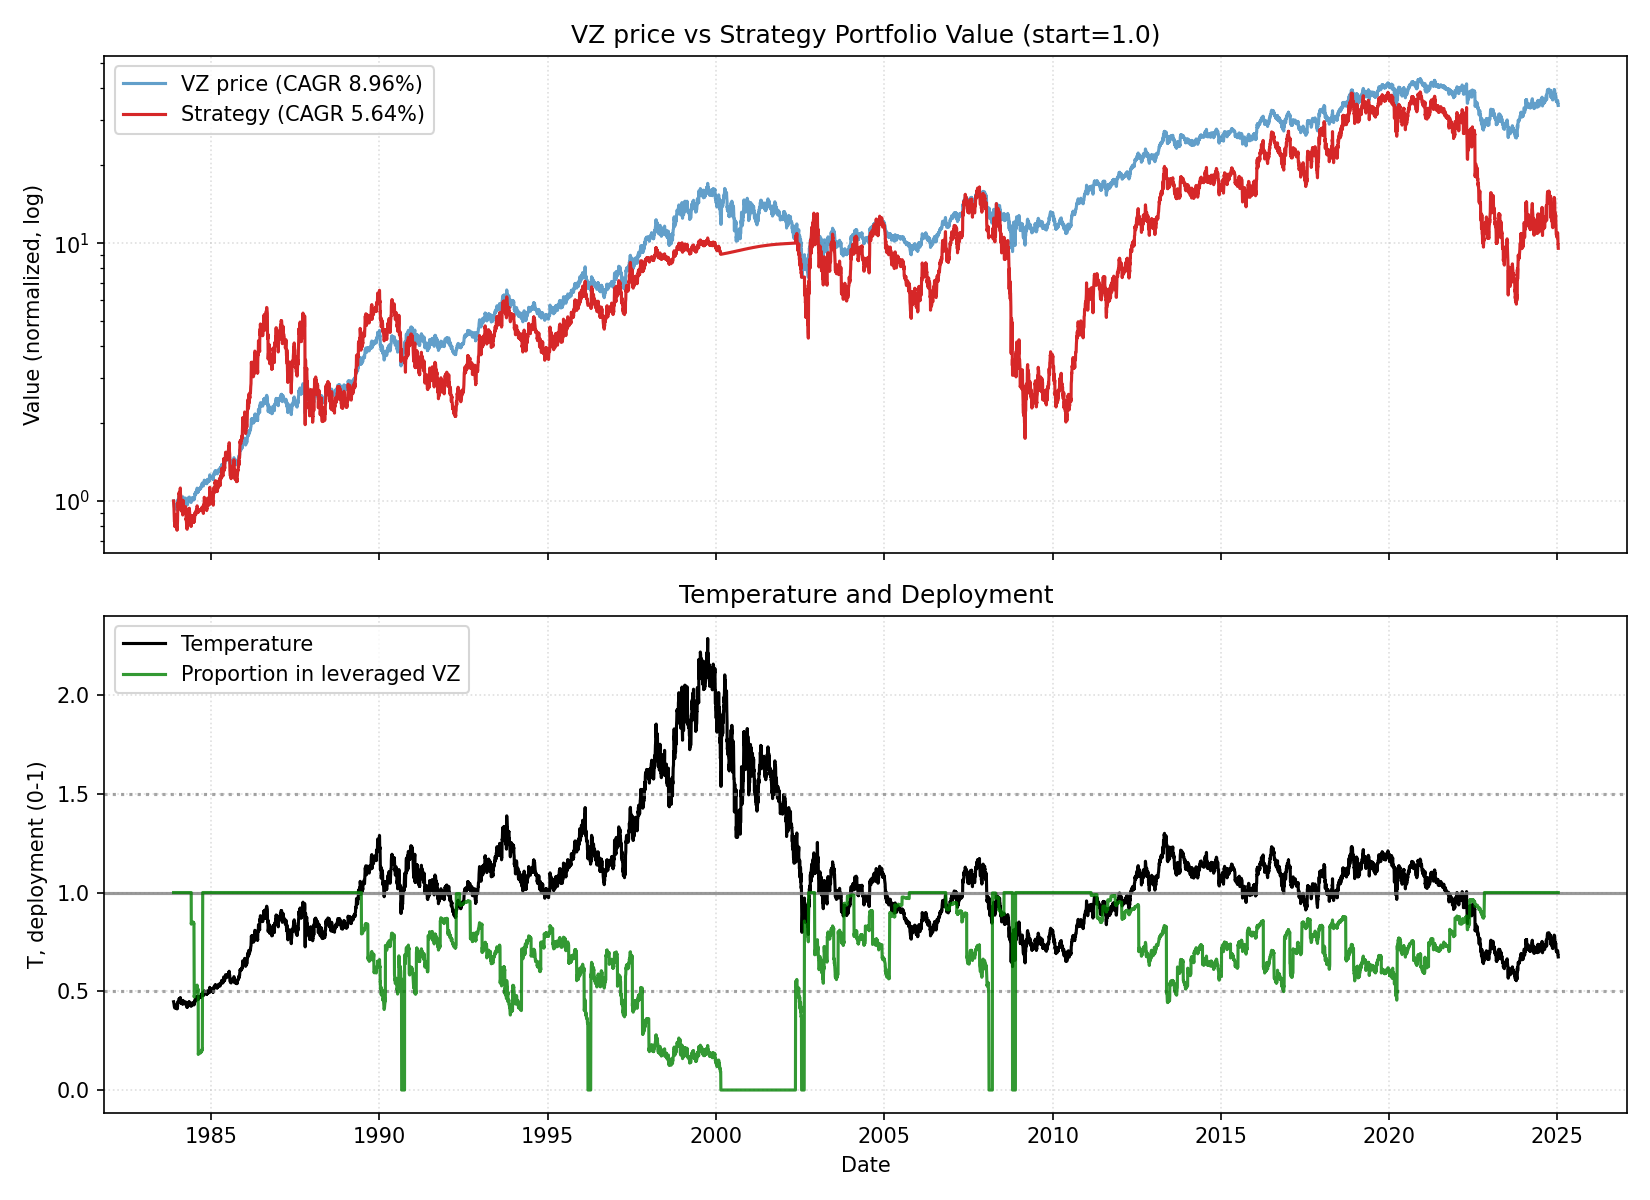 VZ price vs Strategy Portfolio Value (start=1.0)
VZ price (CAGR 8.96%)
Strategy (CAGR 5.64%)
Value (normalized, log)
10¹
10⁰
Temperature and Deployment
Temperature
Proportion in leveraged VZ
T, deployment (0-1)
2.0
1.5
1.0
0.5
0.0
1985 1990 1995 2000 2005 2010 2015 2020 2025
Date